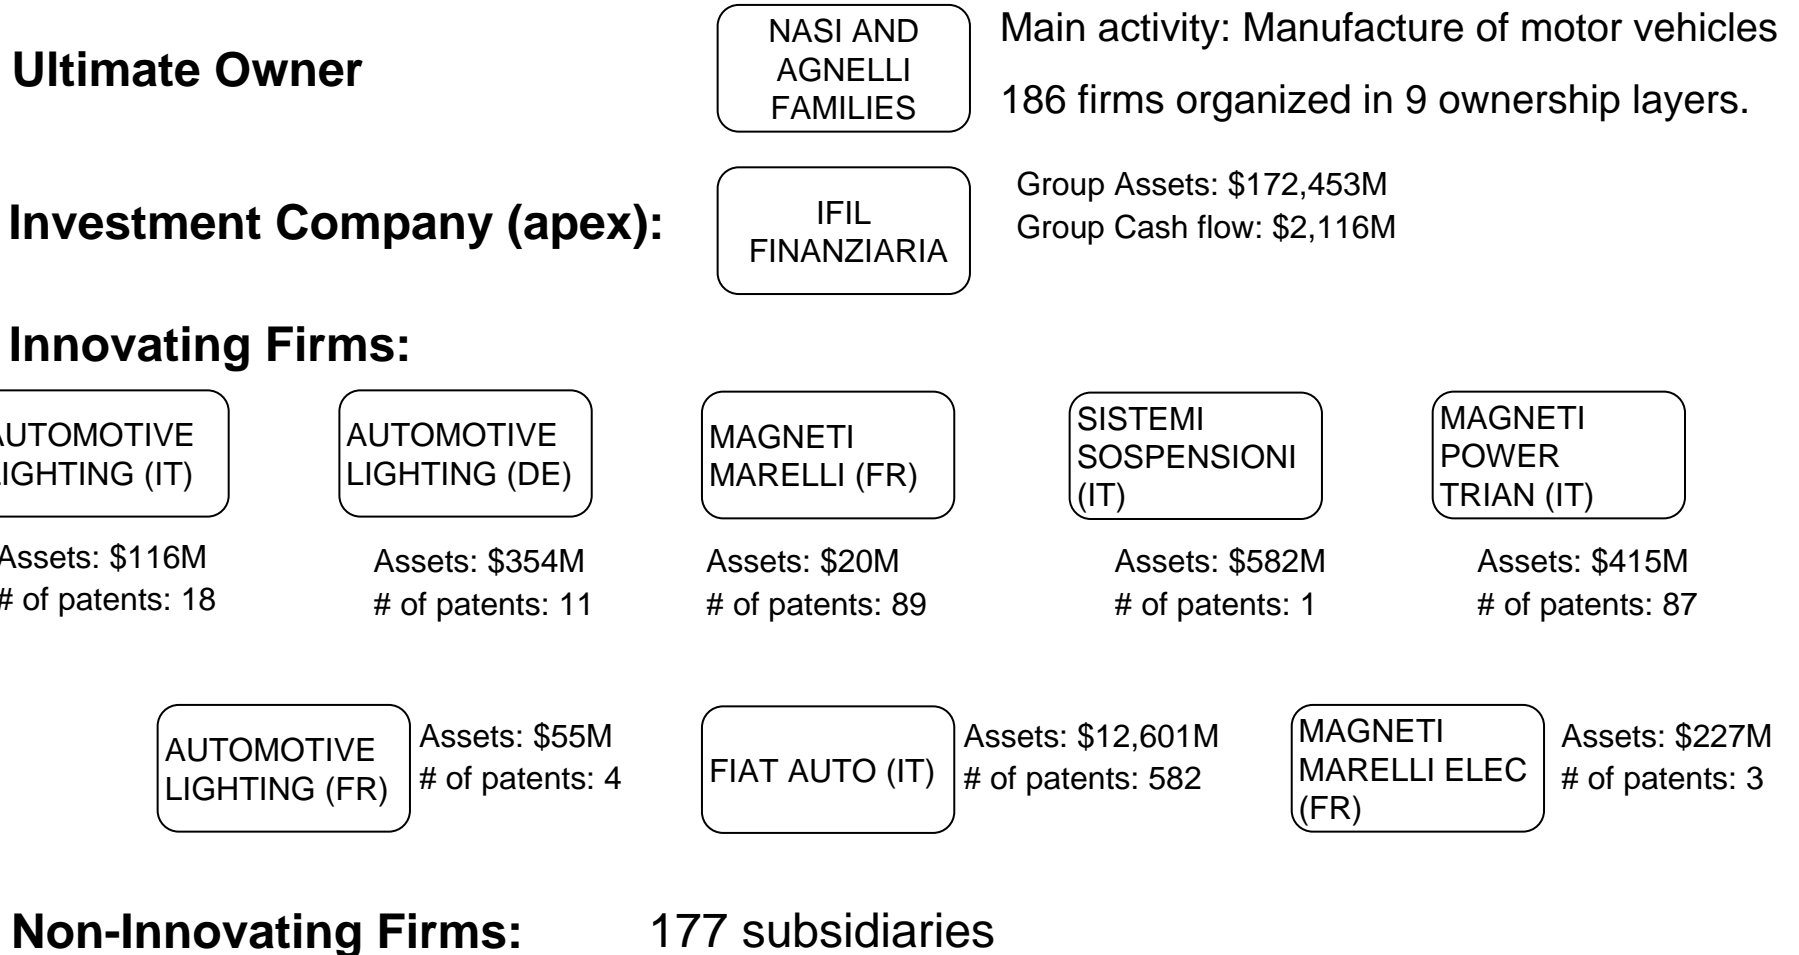 Ultimate Owner
NASI AND
AGNELLI
FAMILIES
Main activity: Manufacture of motor vehicles
186 firms organized in 9 ownership layers.
Investment Company (apex):
IFIL
FINANZIARIA
Group Assets: $172,453M
Group Cash flow: $2,116M
Innovating Firms:
AUTOMOTIVE
LIGHTING (IT)
Assets: $116M
# of patents: 18
AUTOMOTIVE
LIGHTING (DE)
Assets: $354M
# of patents: 11
MAGNETI
MARELLI (FR)
Assets: $20M
# of patents: 89
SISTEMI
SOSPENSIONI
(IT)
Assets: $582M
# of patents: 1
MAGNETI
POWER
TRIAN (IT)
Assets: $415M
# of patents: 87
AUTOMOTIVE
LIGHTING (FR)
Assets: $55M
# of patents: 4
FIAT AUTO (IT)
Assets: $12,601M
# of patents: 582
MAGNETI
MARELLI ELEC
(FR)
Assets: $227M
# of patents: 3
Non-Innovating Firms:
177 subsidiaries